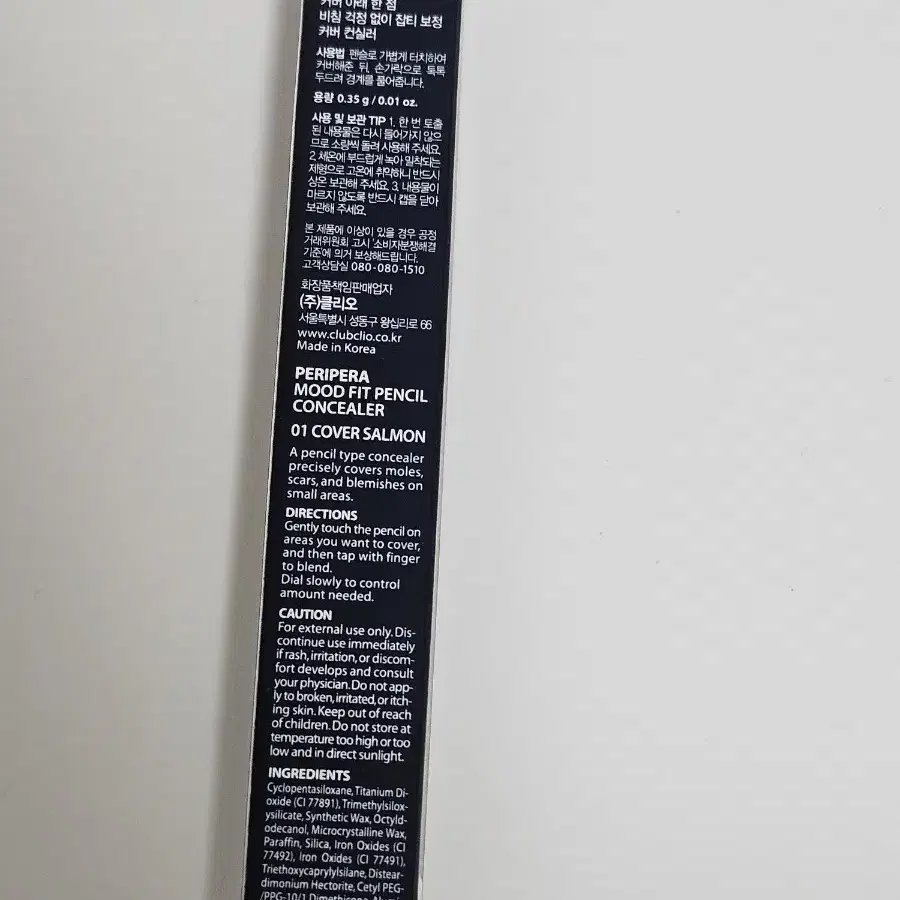 커버 아래 한 점
비침 걱정 없이 잡티 보정
커버 컨실러
사용법 펜슬로 가볍게 터치하여
커버해준 뒤, 손가락으로 톡톡
두드려 경계를 풀어줍니다.
용량 0.35 g / 0.01 oz.
사용 및 보관 TIP 1. 한 번 토출
된 내용물은 다시 들어가지 않으
므로 소량씩 돌려 사용해 주세요.
2. 체온에 부드럽게 녹아 밀착되는
제형으로 고온에 취약하니 반드시
상온 보관해 주세요. 3. 내용물이
마르지 않도록 반드시 캡을 닫아
보관해 주세요.
본 제품에 이상이 있을 경우 공정
거래위원회 고시 '소비자분쟁해결
기준'에 의거 보상해드립니다.
고객상담실 080-080-1510
화장품책임판매업자
(주)클리오
서울특별시 성동구 왕십리로 66
www.clubclio.co.kr
Made in Korea
PERIPERA
MOOD FIT PENCIL
CONCEALER
01 COVER SALMON
A pencil type concealer
precisely covers moles,
scars, and blemishes on
small areas.
DIRECTIONS
Gently touch the pencil on
areas you want to cover,
and then tap with finger
to blend.
Dial slowly to control
amount needed.
CAUTION
For external use only. Dis-
continue use immediately
if rash, irritation, or discom-
fort develops and consult
your physician. Do not app-
ly to broken, irritated, or itch-
ing skin. Keep out of reach
of children. Do not store at
temperature too high or too
low and in direct sunlight.
INGREDIENTS
Cyclopentasiloxane, Titanium Di-
oxide (CI 77891), Trimethylsilox-
ysilicate, Synthetic Wax, Octyld-
odecanol, Microcrystalline Wax,
Paraffin, Silica, Iron Oxides (CI
77492), Iron Oxides (CI 77491),
Triethoxycaprylylsilane, Distear-
dimonium Hectorite, Cetyl PEG-
/PPG-10/1 Dimethicone,